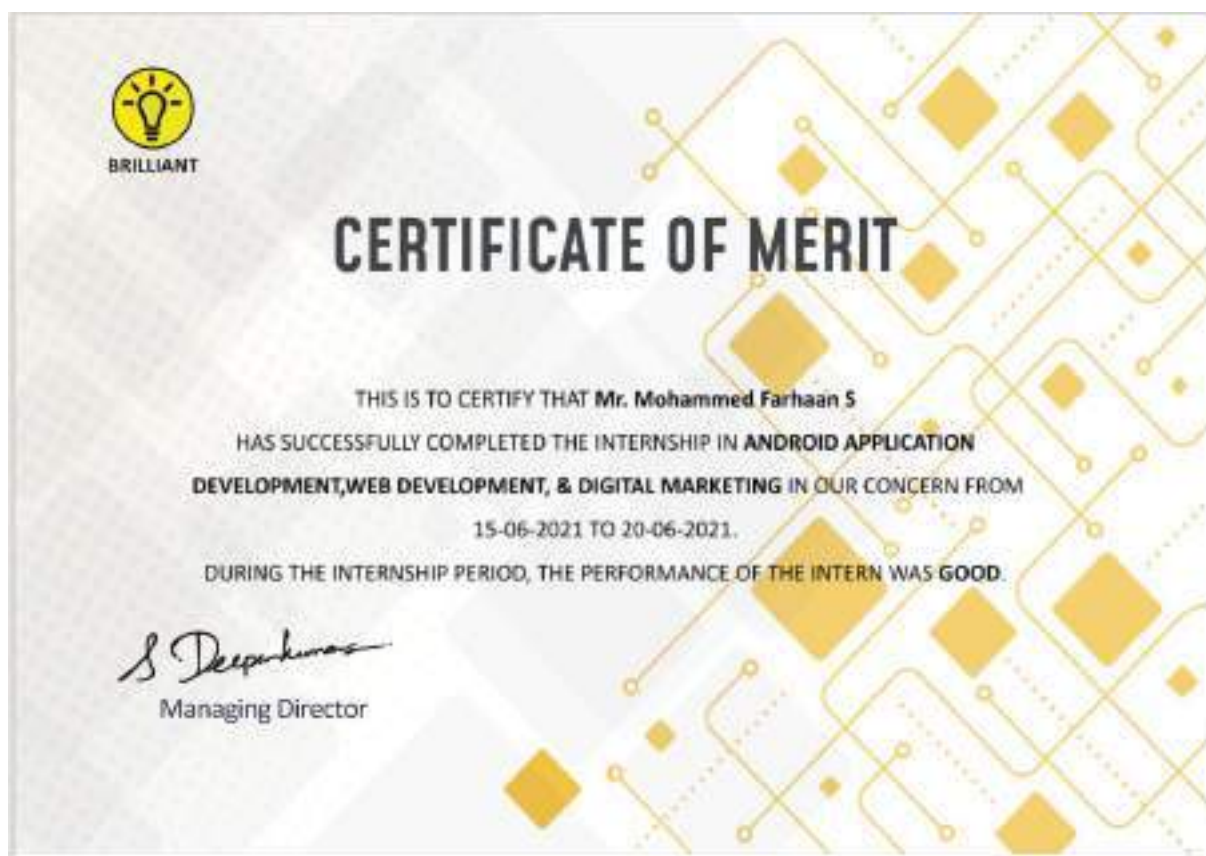 BRILLIANT
CERTIFICATE OF MERIT
THIS IS TO CERTIFY THAT Mr. Mohammed Farhaan S
HAS SUCCESSFULLY COMPLETED THE INTERNSHIP IN ANDROID APPLICATION
DEVELOPMENT,WEB DEVELOPMENT, & DIGITAL MARKETING IN OUR CONCERN FROM
15-06-2021 TO 20-06-2021.
DURING THE INTERNSHIP PERIOD, THE PERFORMANCE OF THE INTERN WAS GOOD.
S
Managing Director